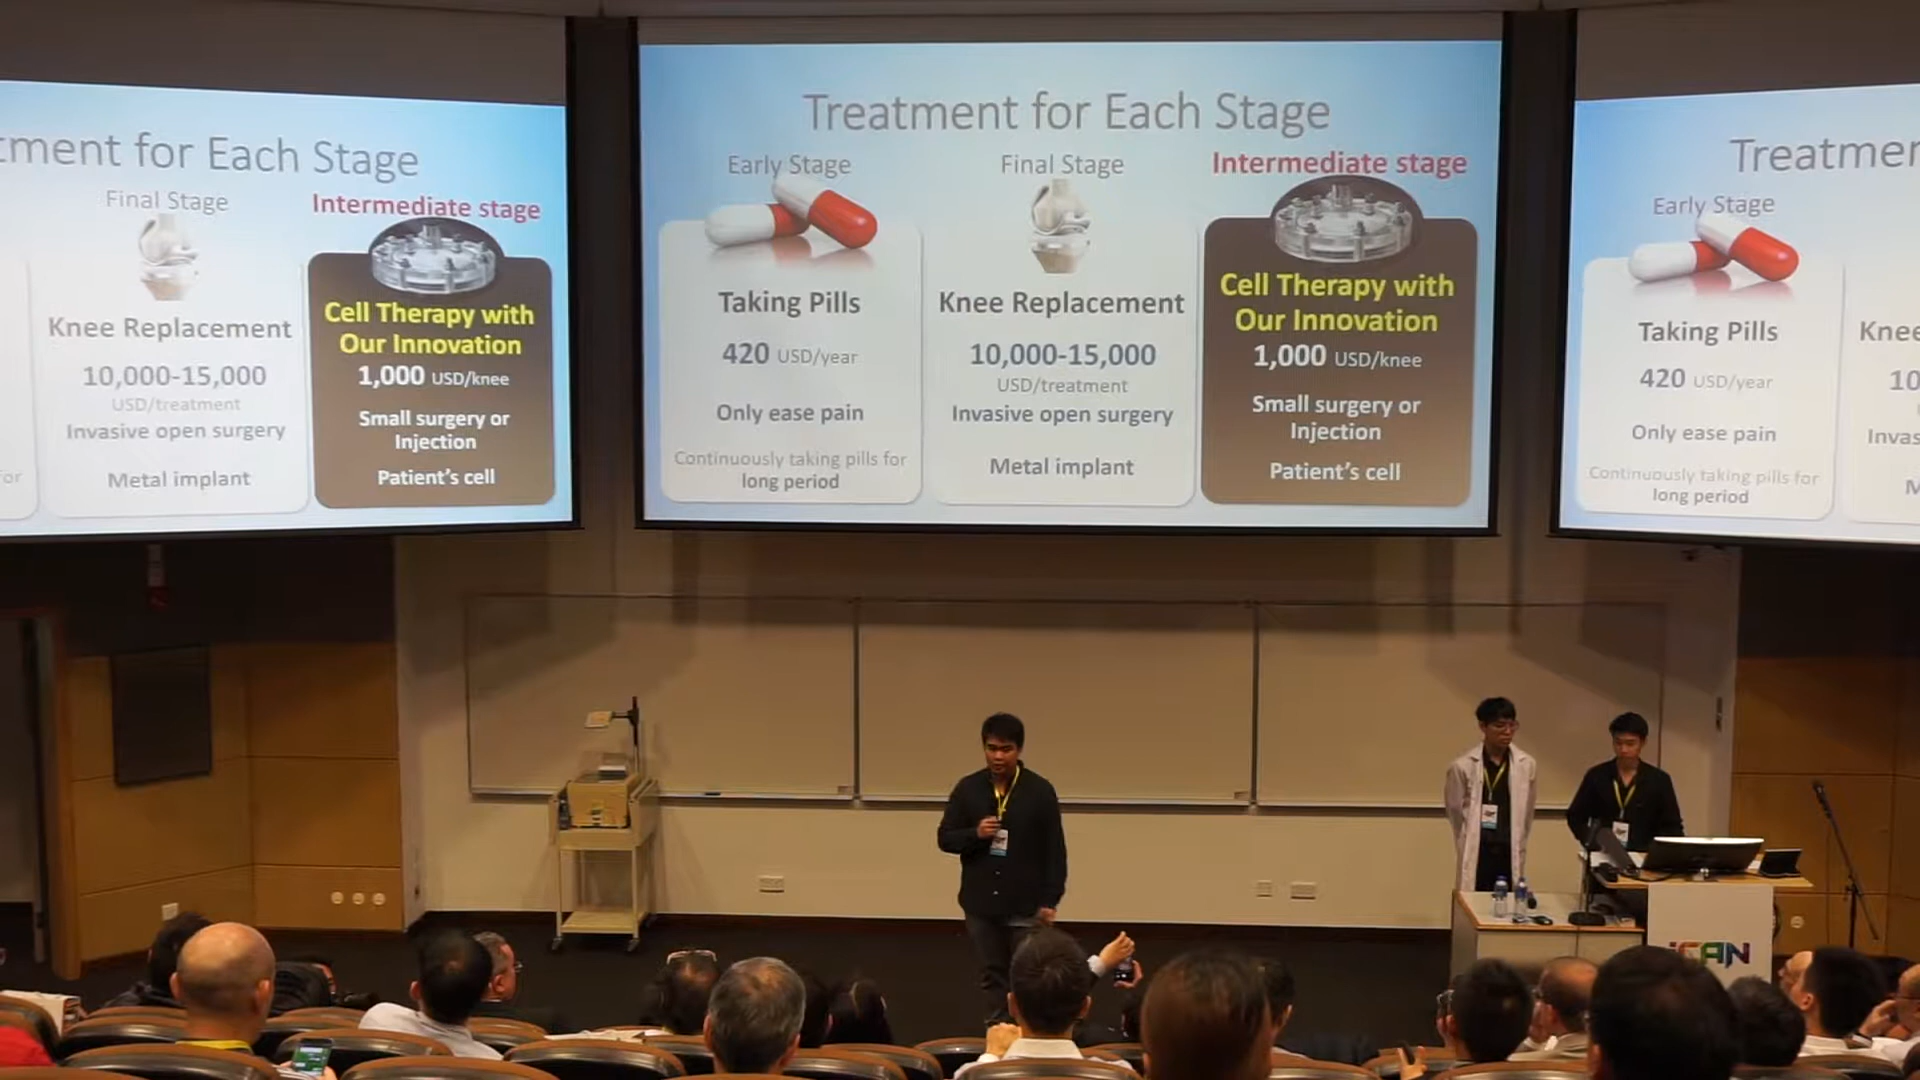 tment for Each Stage
Final Stage
Intermediate stage
Knee Replacement
10,000-15,000
USD/treatment
Invasive open surgery
Metal implant
Cell Therapy with
Our Innovation
1,000 USD/knee
Small surgery or
Injection
Patient's cell
or
Treatment for Each Stage
Early Stage
Taking Pills
420 USD/year
Only ease pain
Continuously taking pills for
long period
Final Stage
Knee Replacement
10,000-15,000
USD/treatment
Invasive open surgery
Metal implant
Intermediate stage
Cell Therapy with
Our Innovation
1,000 USD/knee
Small surgery or
Injection
Patient's cell
Treatmen
Early Stage
Taking Pills
420 USD/year
Only ease pain
Continuously taking pills for
long period
Knee
10
Invas
M
iCAN